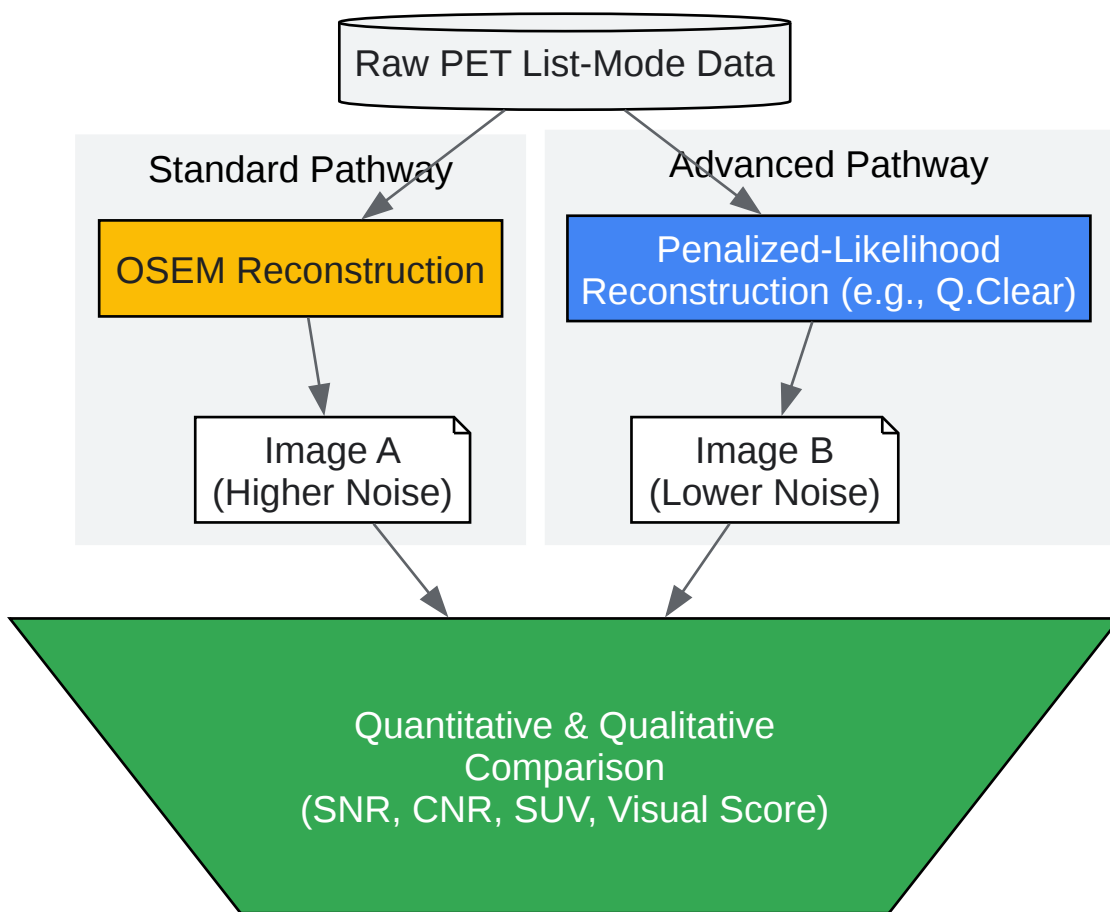 Raw PET List-Mode Data
Standard Pathway
OSEM Reconstruction
Image A
(Higher Noise)
Advanced Pathway
Penalized-Likelihood
Reconstruction (e.g., Q.Clear)
Image B
(Lower Noise)
Quantitative & Qualitative
Comparison
(SNR, CNR, SUV, Visual Score)